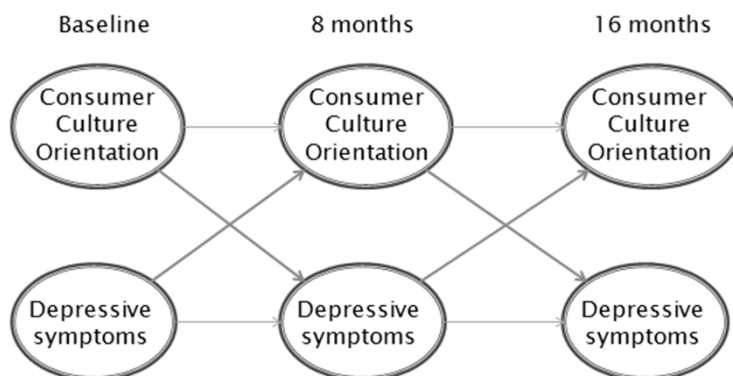 Baseline 8 months 16 months
Consumer Consumer Consumer
Culture Culture Culture
Orientation Orientation Orientation
Depressive Depressive Depressive
symptoms symptoms symptoms